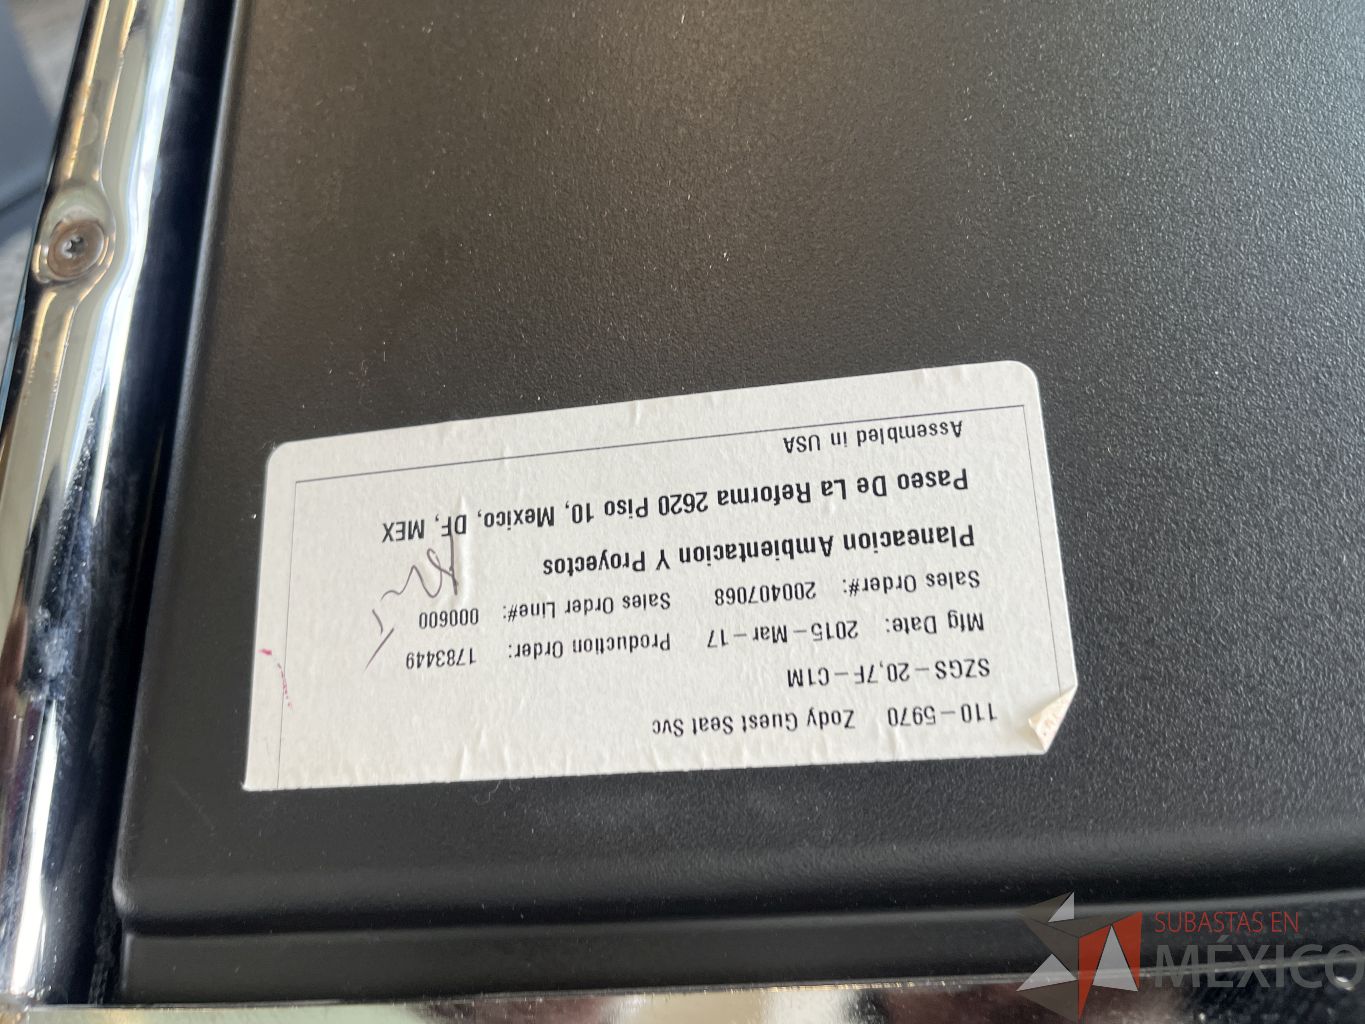 110-5970 Zody Guest Seat Svc
SZGS-20,7F-C1M
Mfg Date: 2015-Mar-17 Production Order: 1783449
Sales Order#: 200407068 Sales Order Line#: 000600
Planeacion Ambientacion Y Proyectos
Paseo De La Reforma 2620 Piso 10, Mexico, DF, MEX
Assembled in USA
SUBASTAS EN
MÉXICO